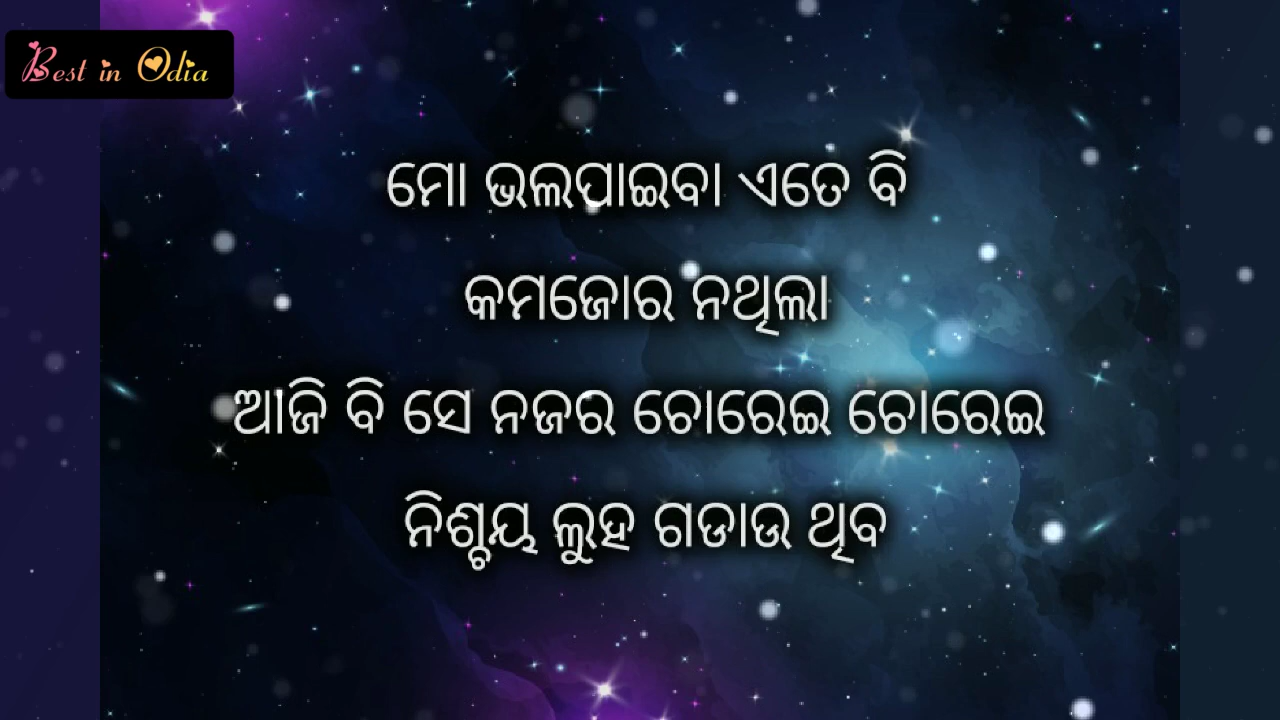 Best in Odia
ମୋ ଭଲପାଇବା ଏତେ ବି
କମଜୋର ନଥିଲା
ଆଜି ବି ସେ ନଜର ଚୋରେଇ ଚୋରେଇ
ନିଶ୍ଚୟ ଲୁହ ଗଡାଉ ଥିବ